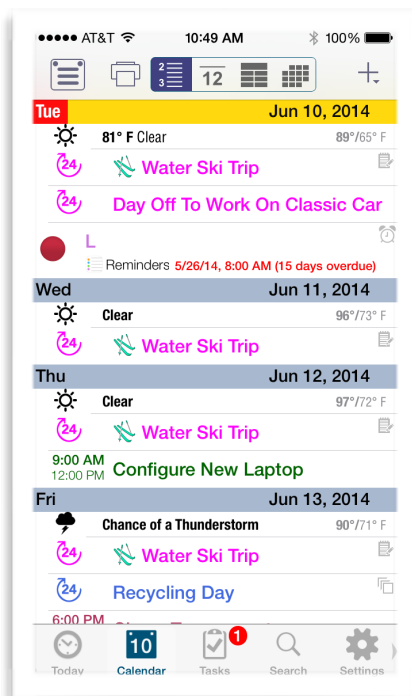 AT&T 10:49 AM 100%
2
3 12
Tue Jun 10, 2014
81° F Clear 89°/65° F
24 Water Ski Trip
24 Day Off To Work On Classic Car
L
Reminders 5/26/14, 8:00 AM (15 days overdue)
Wed Jun 11, 2014
Clear 96°/73° F
24 Water Ski Trip
Thu Jun 12, 2014
Clear 97°/72° F
24 Water Ski Trip
9:00 AM
12:00 PM Configure New Laptop
Fri Jun 13, 2014
Chance of a Thunderstorm 90°/71° F
24 Water Ski Trip
24 Recycling Day
6:00 PM
10 1
Today Calendar Tasks Search Settings